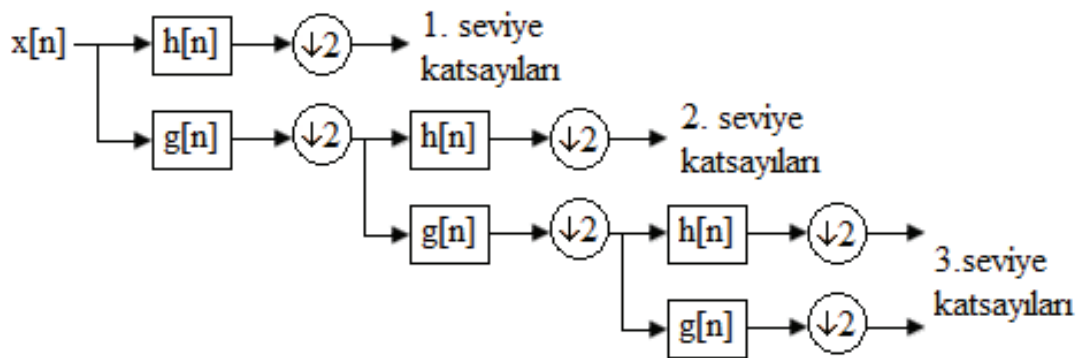 x[n] h[n] ↓2 1. seviye
katsayıları
g[n] ↓2 h[n] ↓2 2. seviye
katsayıları
g[n] ↓2 h[n] ↓2
3.seviye
katsayıları
g[n] ↓2